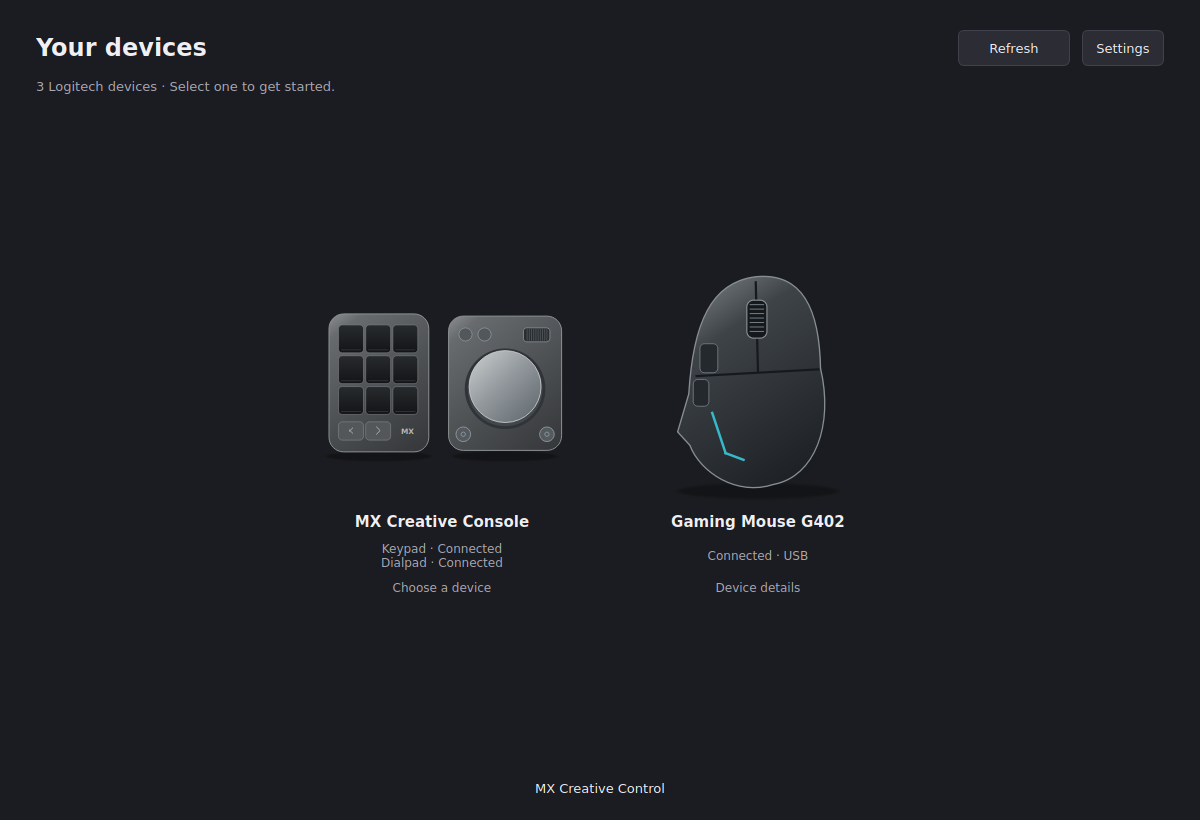 Your devices
Refresh
Settings
3 Logitech devices · Select one to get started.
MX
MX Creative Console
Keypad · Connected
Dialpad · Connected
Choose a device
Gaming Mouse G402
Connected · USB
Device details
MX Creative Control